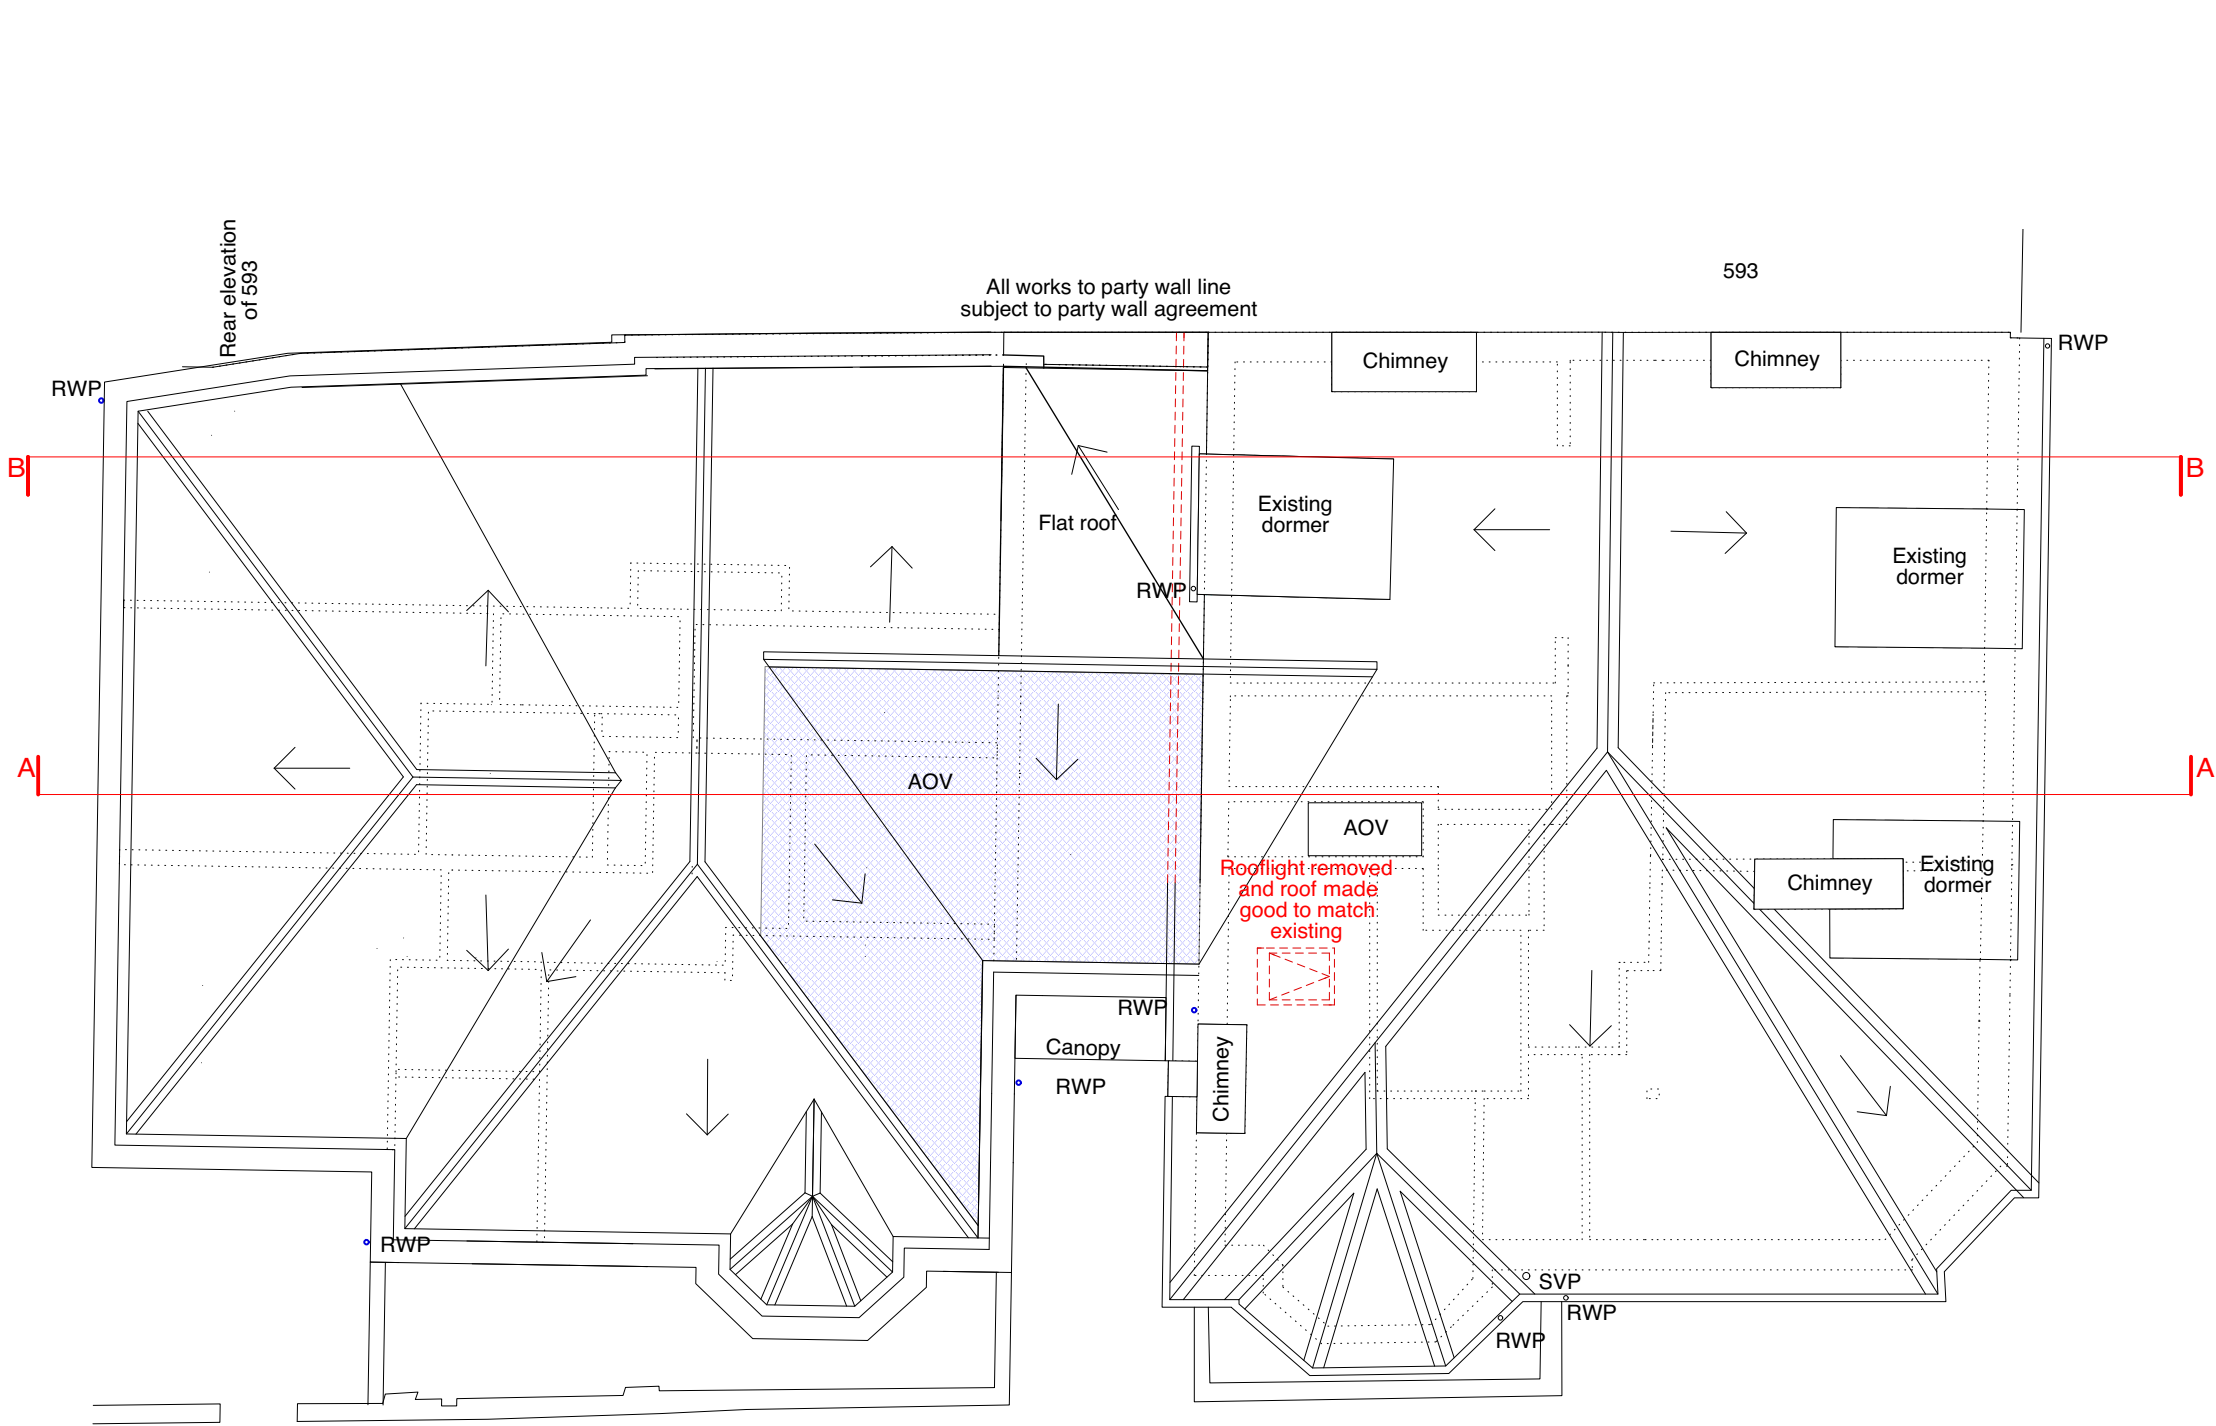 Rear elevation
of 593
All works to party wall line
subject to party wall agreement
593
RWP
Chimney
Chimney
RWP
B
B
Existing
dormer
Flat roof
Existing
dormer
RWP
A
A
AOV
AOV
Rooflight removed
and roof made
good to match
existing
Chimney
Existing
dormer
RWP
Canopy
RWP
Chimney
RWP
SVP
RWP
RWP